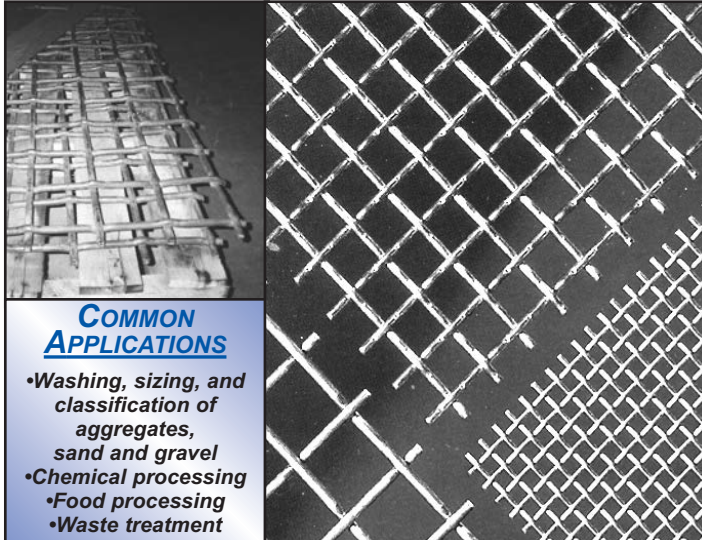 COMMON
APPLICATIONS
•Washing, sizing, and
classification of
aggregates,
sand and gravel
•Chemical processing
•Food processing
•Waste treatment